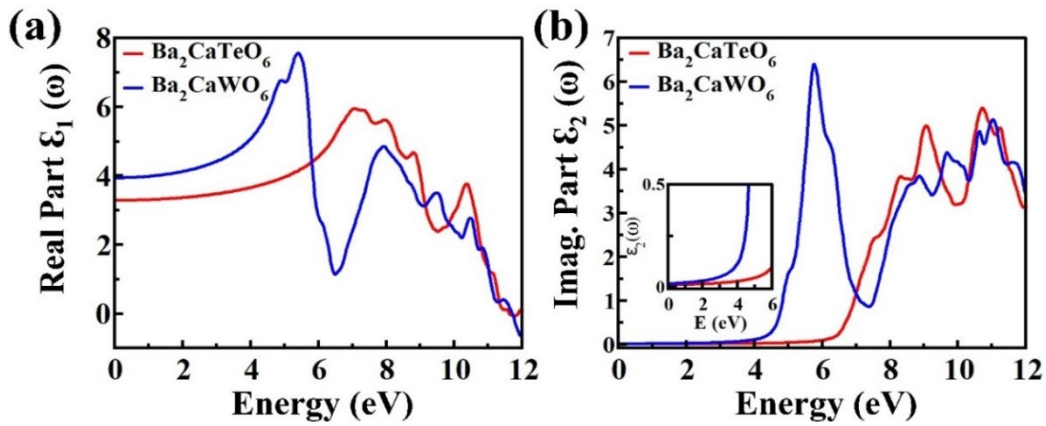 (a)
8
6
4
2
0
Real Part Ɛ₁ (ω)
Ba₂CaTeO₆
Ba₂CaWO₆
0 2 4 6 8 10 12
Energy (eV)
(b)
7
6
5
4
3
2
1
0
Imag. Part Ɛ₂ (ω)
Ba₂CaTeO₆
Ba₂CaWO₆
0.5
0
ε₂(ω)
0 2 4 6
E (eV)
0 2 4 6 8 10 12
Energy (eV)